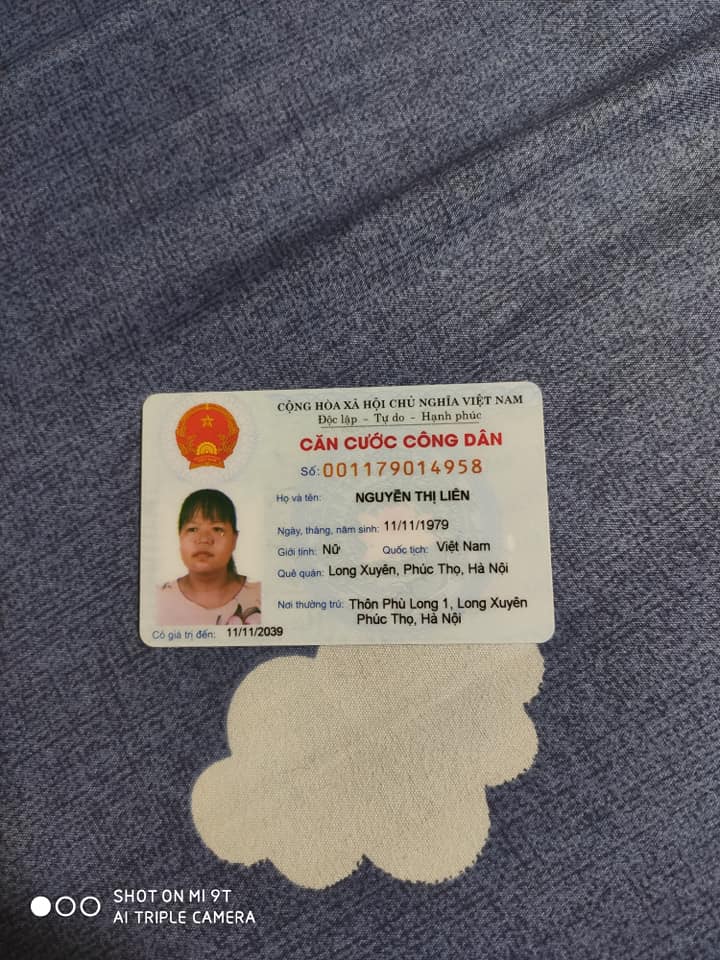 CỘNG HÒA XÃ HỘI CHỦ NGHĨA VIỆT NAM
Độc lập - Tự do - Hạnh phúc
CĂN CƯỚC CÔNG DÂN
Số: 001179014958
Họ và tên: NGUYỄN THỊ LIÊN
Ngày, tháng, năm sinh: 11/11/1979
Giới tính: Nữ Quốc tịch: Việt Nam
Quê quán: Long Xuyên, Phúc Thọ, Hà Nội
Nơi thường trú: Thôn Phù Long 1, Long Xuyên
Phúc Thọ, Hà Nội
Có giá trị đến: 11/11/2039
SHOT ON MI 9T
AI TRIPLE CAMERA